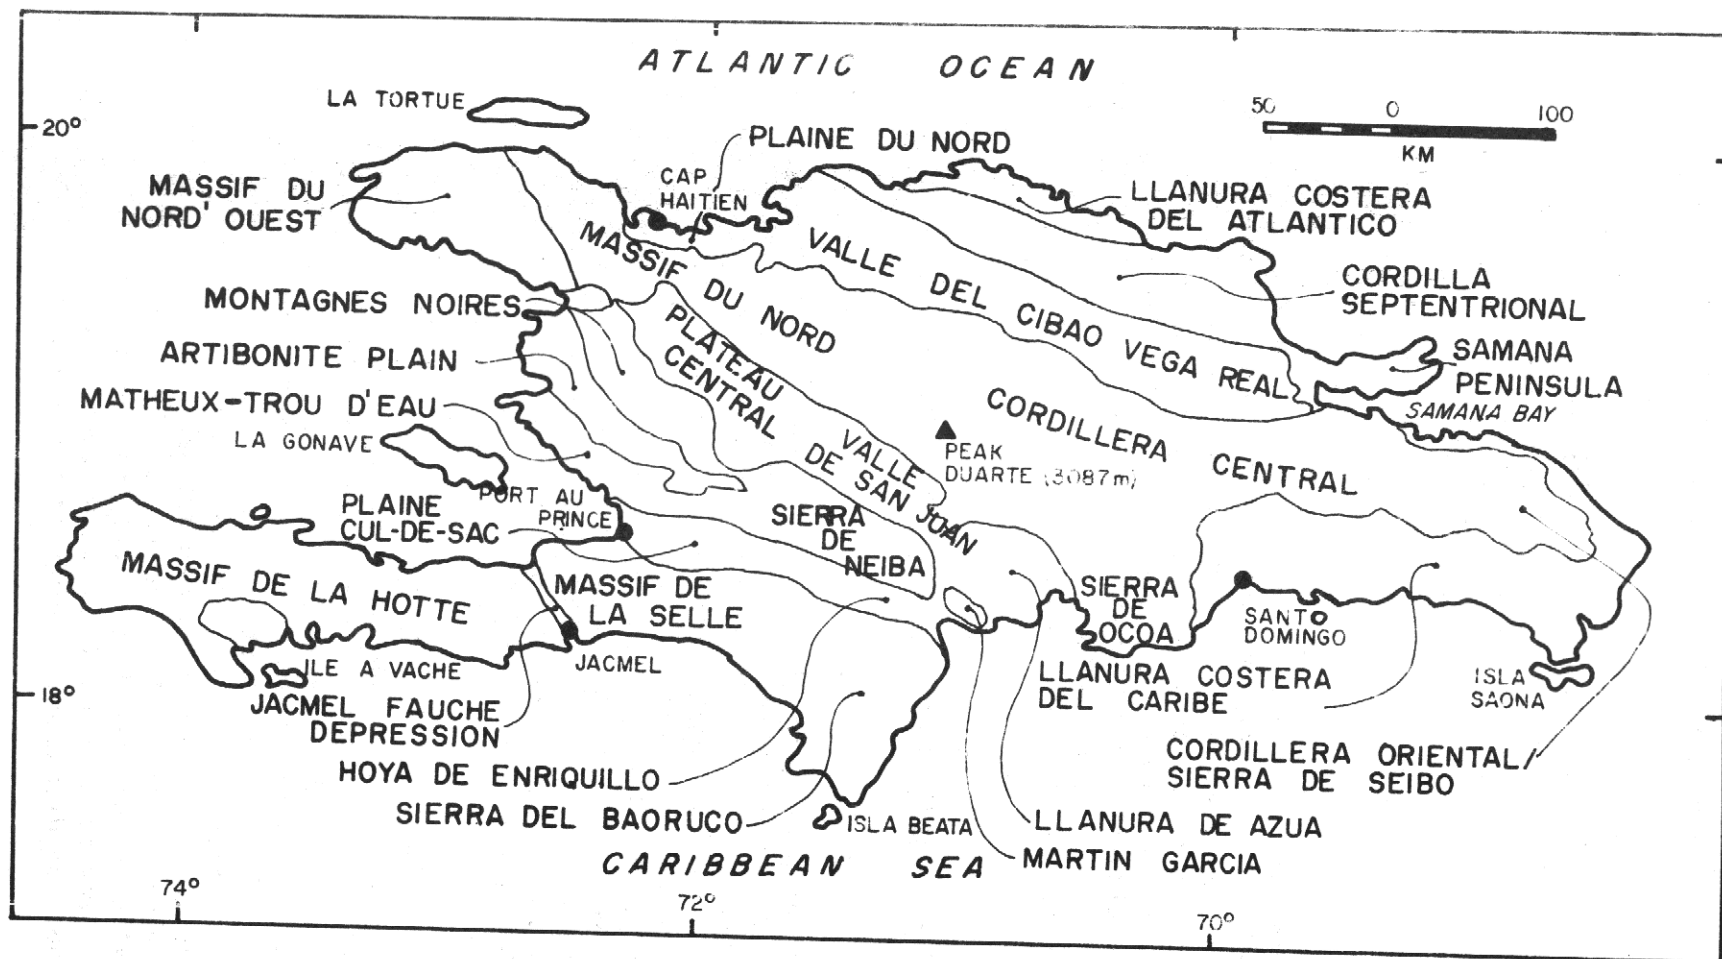 ATLANTIC OCEAN
LA TORTUE
50 0 100
KM
20°
PLAINE DU NORD
CAP
HAITIEN
MASSIF DU
NORD' OUEST
LLANURA COSTERA
DEL ATLANTICO
MASSIF DU NORD
VALLE DEL CIBAO VEGA REAL
CORDILLA
SEPTENTRIONAL
MONTAGNES NOIRES
PLATEAU
CENTRAL
ARTIBONITE PLAIN
SAMANA
PENINSULA
SAMANA BAY
MATHEUX-TROU D'EAU
LA GONAVE
CORDILLERA CENTRAL
PEAK
DUARTE (3087m)
VALLE
DE SAN JUAN
PORT AU
PRINCE
PLAINE
CUL-DE-SAC
SIERRA
DE
NEIBA
MASSIF DE LA HOTTE
MASSIF DE
LA SELLE
SIERRA
DE
OCOA
SANTO
DOMINGO
JACMEL
ILE A VACHE
ISLA
SAONA
18°
LLANURA COSTERA
DEL CARIBE
JACMEL FAUCHE
DEPRESSION
CORDILLERA ORIENTAL/
SIERRA DE SEIBO
HOYA DE ENRIQUILLO
SIERRA DEL BAORUCO
ISLA BEATA
LLANURA DE AZUA
MARTIN GARCIA
CARIBBEAN SEA
74°
72°
70°